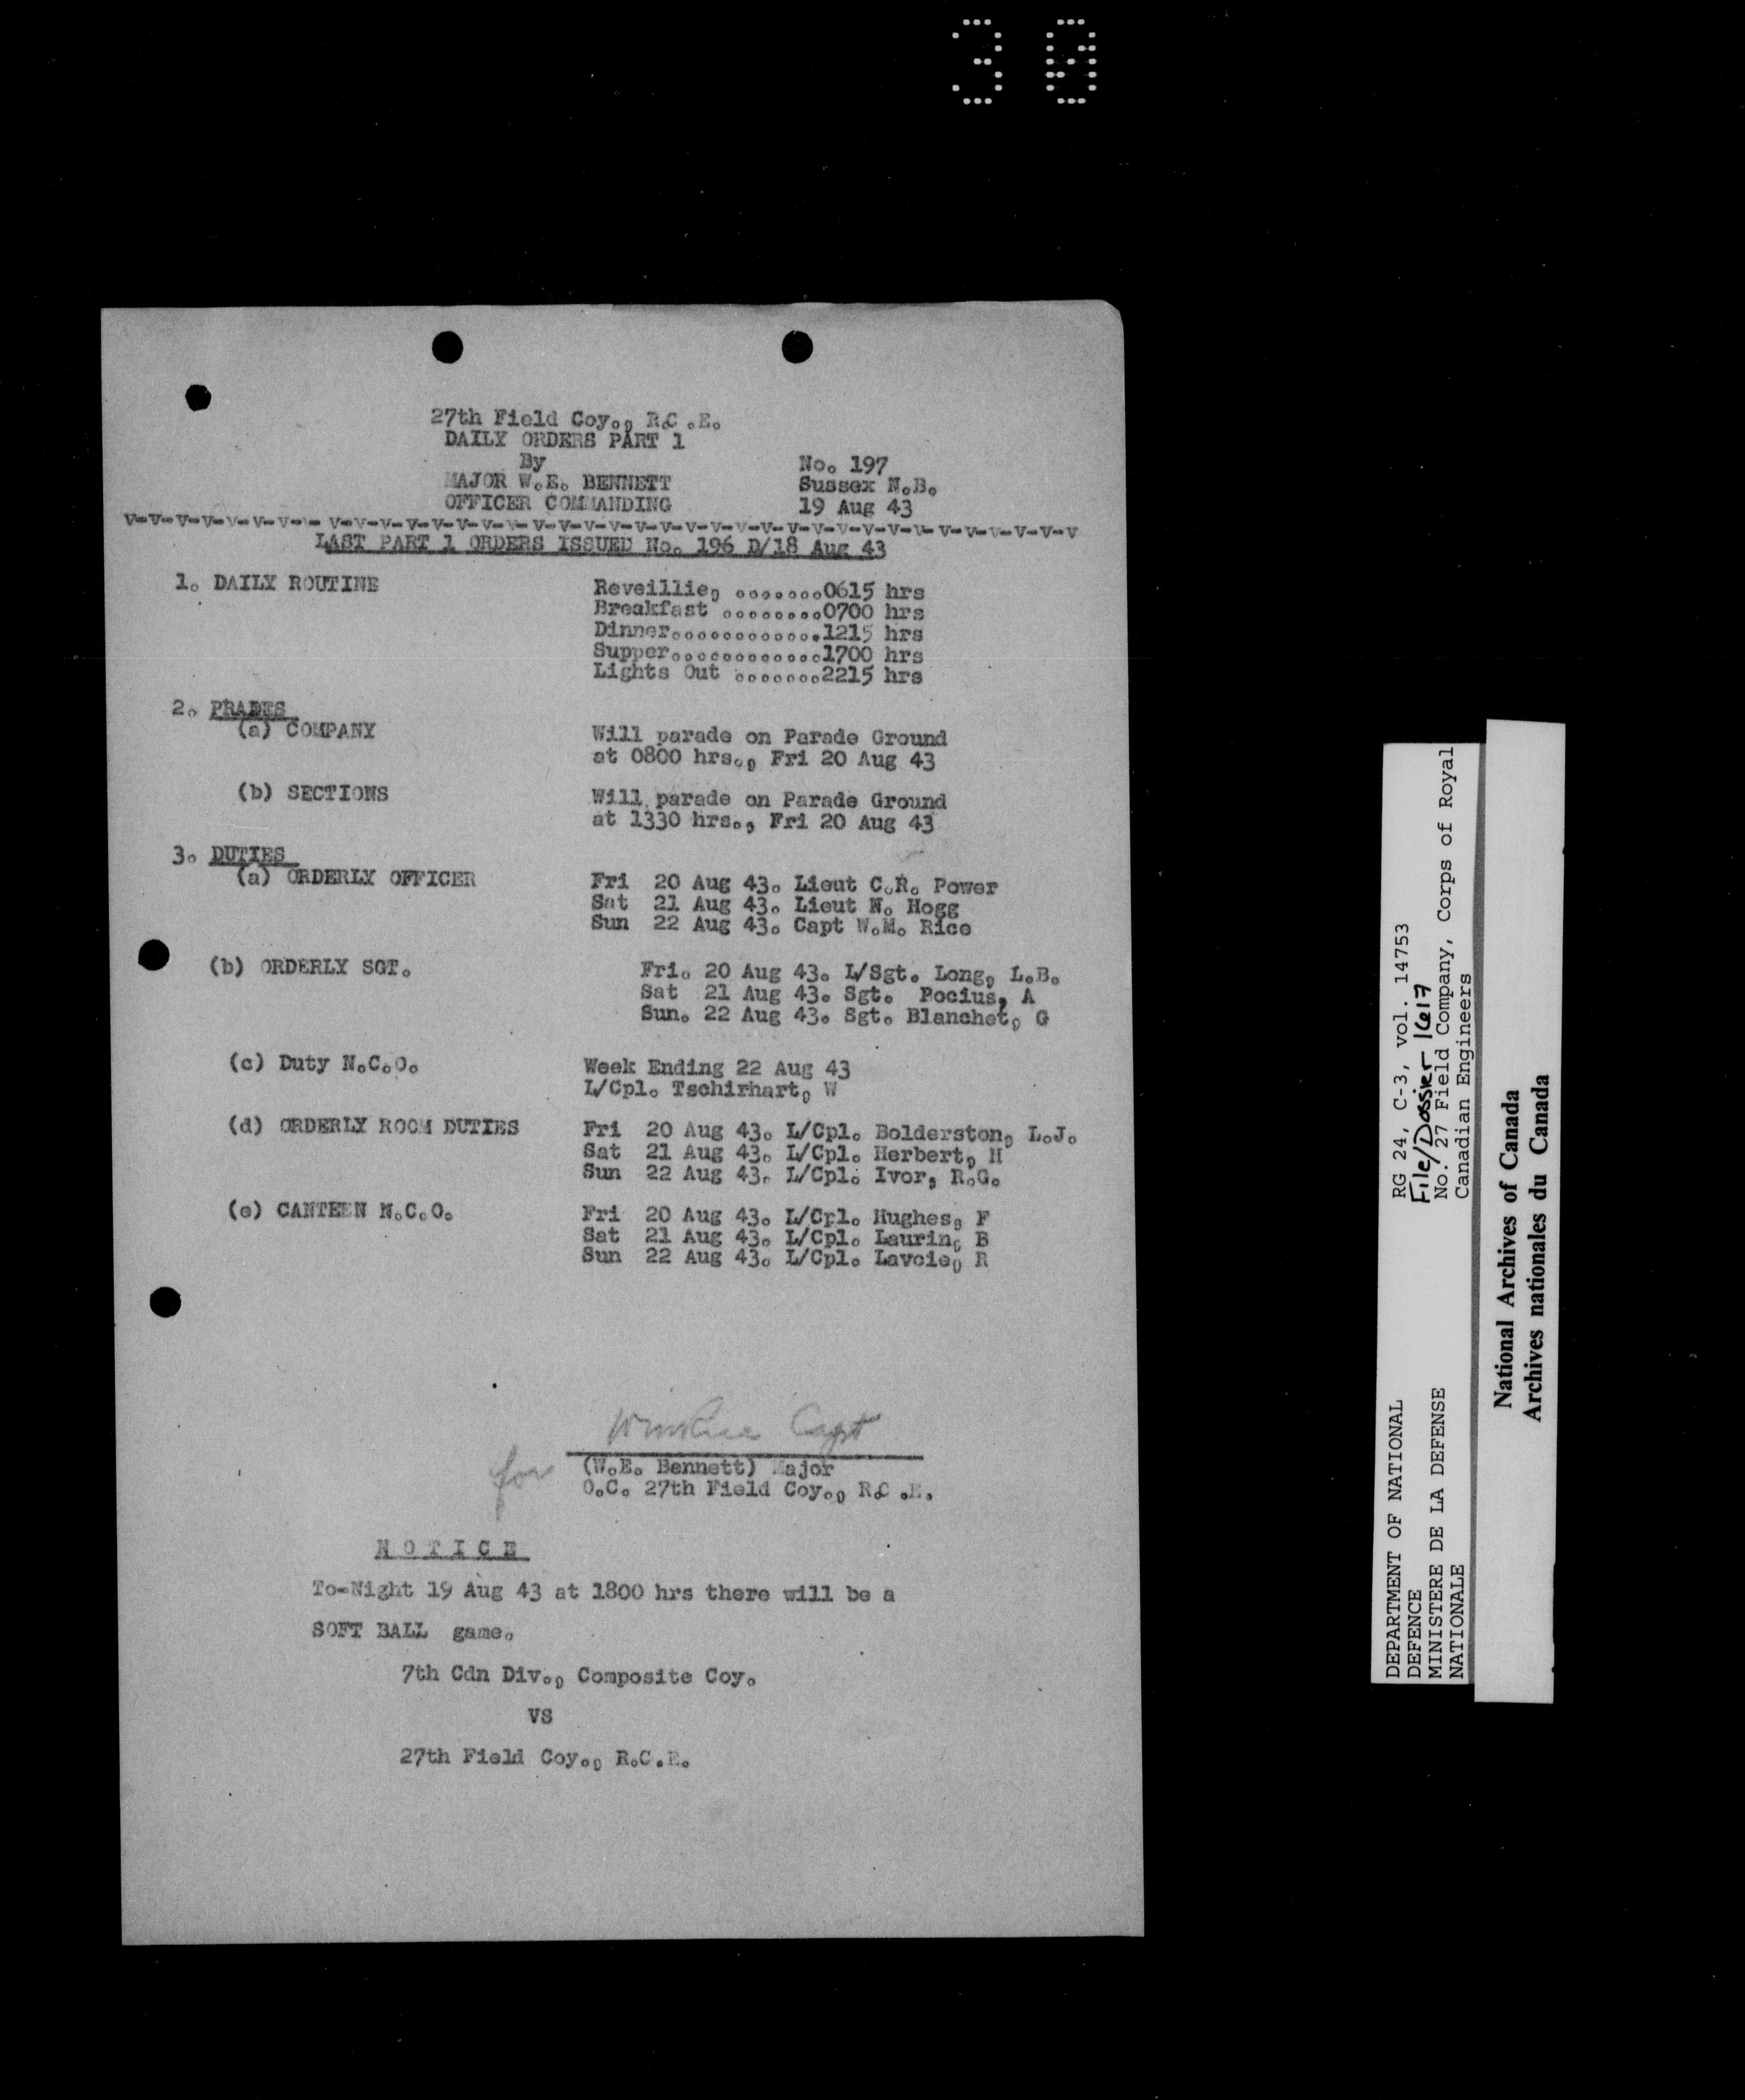 30
27th Field Coy., R.C.E.
DAILY ORDERS PART 1
By
MAJOR W.E. BENNETT
OFFICER COMMANDING
No. 197
Sussex N.B.
19 Aug 43
V-V-V-V-V-V-V-V- V-V-V-V-V-V-V-V-V-V-V-V-V-V-V-V-V-V-V-V-V-V-V-V-V-V-V-V-V-V
LAST PART 1 ORDERS ISSUED No. 196 D/18 Aug 43
1. DAILY ROUTINE
Reveillie, .......0615 hrs
Breakfast ........0700 hrs
Dinner............1215 hrs
Supper............1700 hrs
Lights Out .......2215 hrs
2. PRADES
(a) COMPANY Will parade on Parade Ground
at 0800 hrs., Fri 20 Aug 43
(b) SECTIONS Will parade on Parade Ground
at 1330 hrs., Fri 20 Aug 43
3. DUTIES
(a) ORDERLY OFFICER Fri 20 Aug 43. Lieut C.R. Power
Sat 21 Aug 43. Lieut N. Hogg
Sun 22 Aug 43. Capt W.M. Rice
(b) ORDERLY SGT. Fri. 20 Aug 43. L/Sgt. Long, L.B.
Sat 21 Aug 43. Sgt. Pocius, A
Sun. 22 Aug 43. Sgt. Blanchet, G
(c) Duty N.C.O. Week Ending 22 Aug 43
L/Cpl. Tschirhart, W
(d) ORDERLY ROOM DUTIES Fri 20 Aug 43. L/Cpl. Bolderston, L.J.
Sat 21 Aug 43. L/Cpl. Herbert, H
Sun 22 Aug 43. L/Cpl. Ivor, R.G.
(e) CANTEEN N.C.O. Fri 20 Aug 43. L/Cpl. Hughes, F
Sat 21 Aug 43. L/Cpl. Laurin, B
Sun 22 Aug 43. L/Cpl. Lavoie, R
WmRice Capt
for (W.E. Bennett) Major
O.C. 27th Field Coy., R.C.E.
NOTICE
To-Night 19 Aug 43 at 1800 hrs there will be a
SOFT BALL game.
7th Cdn Div., Composite Coy.
VS
27th Field Coy., R.C.E.
DEPARTMENT OF NATIONAL
DEFENCE
MINISTERE DE LA DEFENSE
NATIONALE
RG 24, C-3, vol. 14753
File/Dossier 1617
No. 27 Field Company, Corps of Royal
Canadian Engineers
National Archives of Canada
Archives nationales du Canada